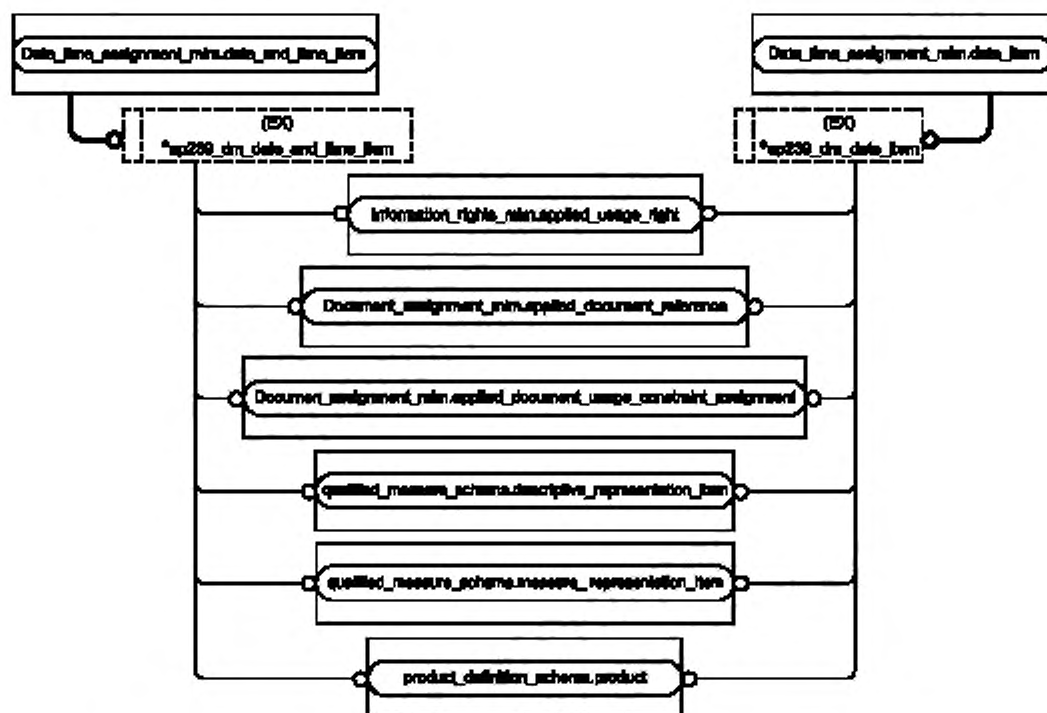 Date_time_assignment_mim.date_and_time_item
Date_time_assignment_mim.date_item
(EX)
*ap239_dm_date_and_time_item
(EX)
*ap239_dm_date_item
Information_rights_mim.applied_usage_right
Document_assignment_mim.applied_document_reference
Documen_assignment_mim.applied_document_usage_constraint_assignment
qualified_measure_schema.descriptive_representation_item
qualified_measure_schema.measure_representation_item
product_definition_schema.product